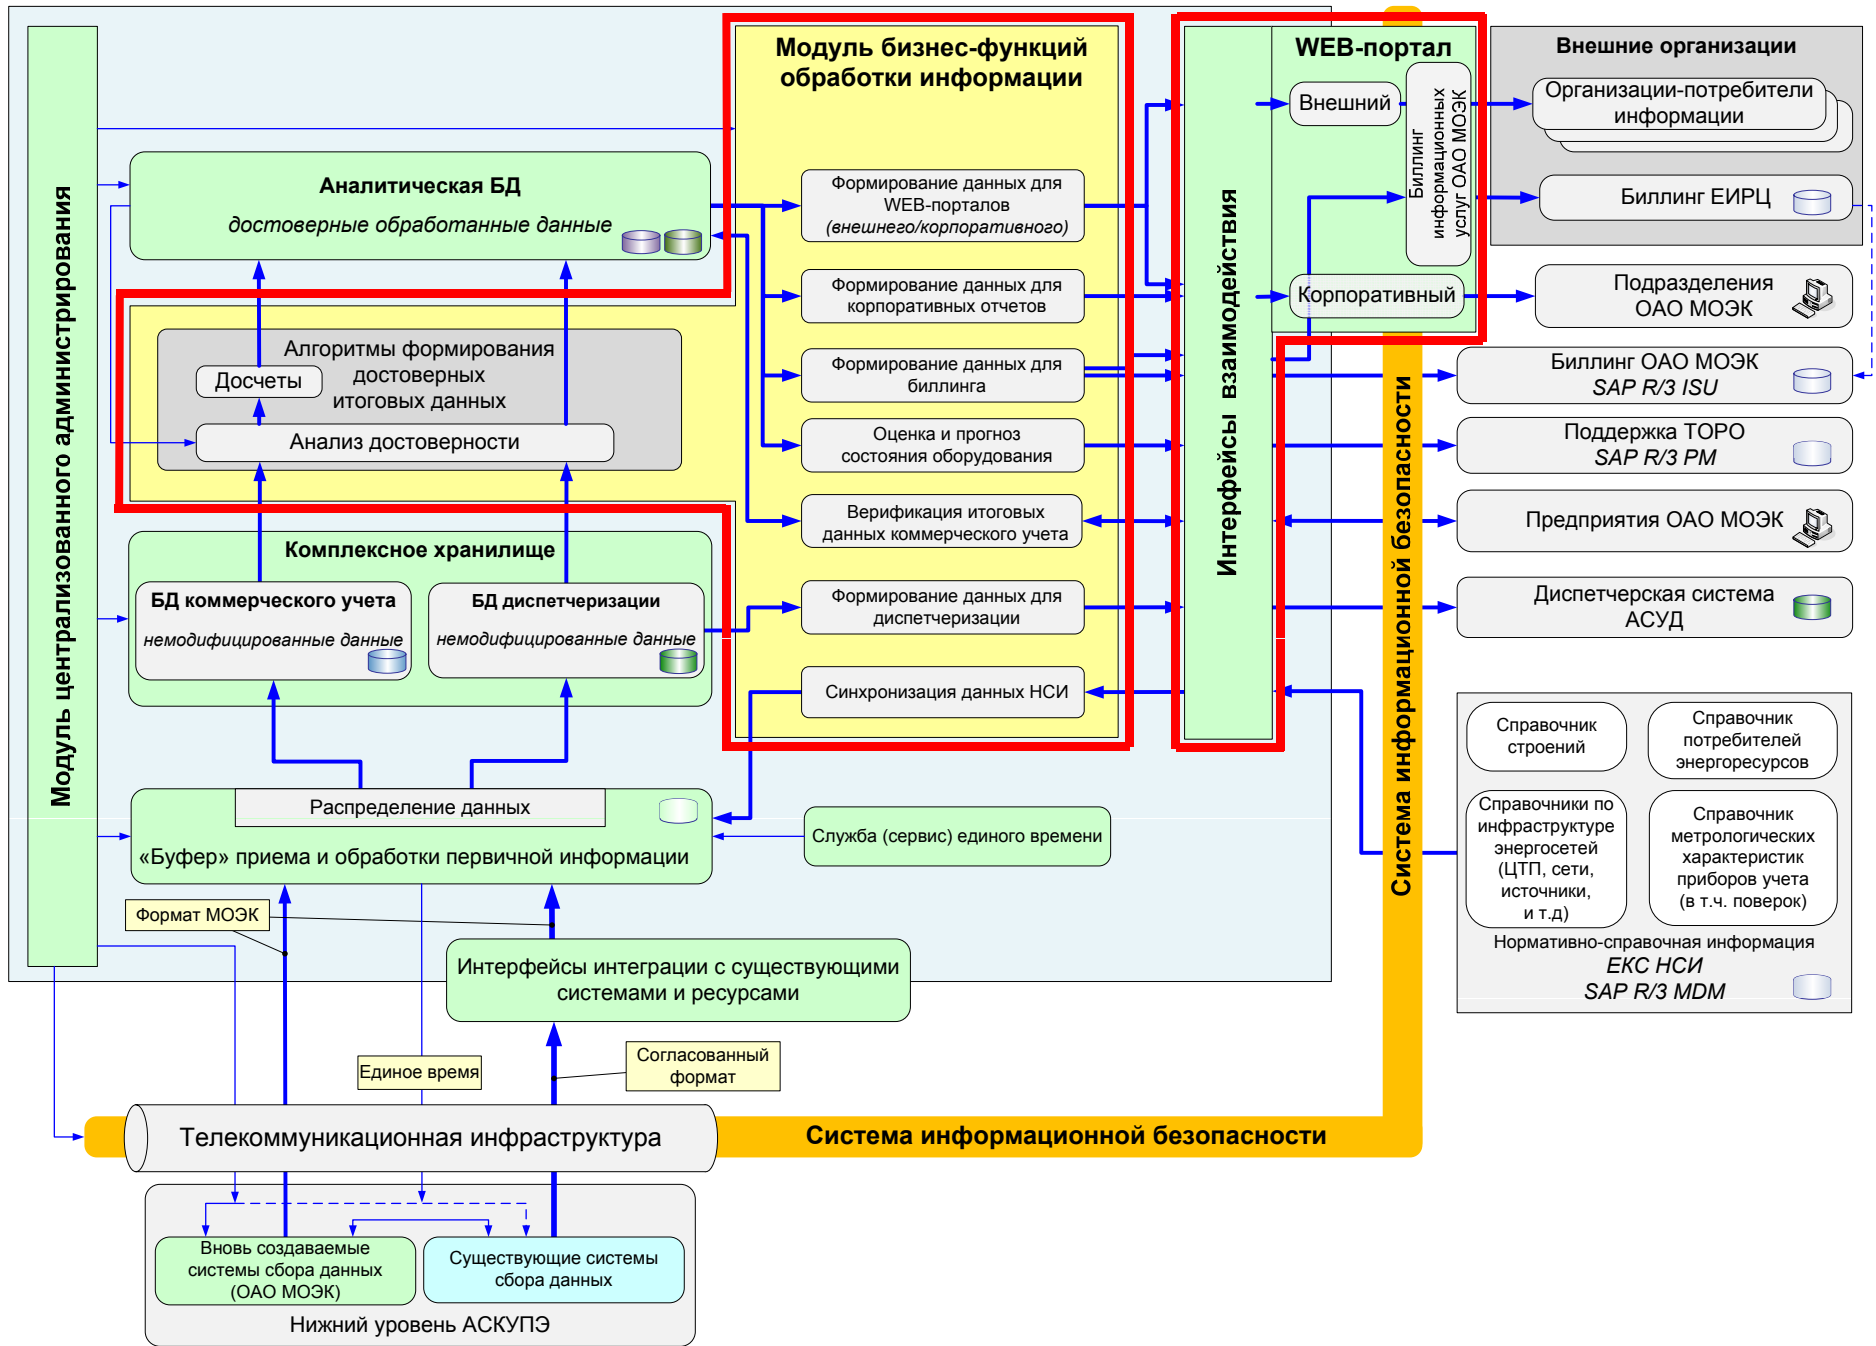 Модуль централизованного администрирования
Модуль бизнес-функций
обработки информации
WEB-портал
Внешние организации
Внешний
Биллинг
информационных
услуг ОАО МОЭК
Организации-потребители
информации
Биллинг ЕИРЦ
Аналитическая БД
достоверные обработанные данные
Формирование данных для
WEB-порталов
(внешнего/корпоративного)
Интерфейсы взаимодействия
Формирование данных для
корпоративных отчетов
Корпоративный
Подразделения
ОАО МОЭК
Алгоритмы формирования
достоверных
итоговых данных
Досчеты
Анализ достоверности
Формирование данных для
биллинга
Биллинг ОАО МОЭК
SAP R/3 ISU
Оценка и прогноз
состояния оборудования
Поддержка ТОРО
SAP R/3 PM
Верификация итоговых
данных коммерческого учета
Предприятия ОАО МОЭК
Комплексное хранилище
БД коммерческого учета
немодифицированные данные
БД диспетчеризации
немодифицированные данные
Формирование данных для
диспетчеризации
Диспетчерская система
АСУД
Синхронизация данных НСИ
Система информационной безопасности
Справочник
строений
Справочник
потребителей
энергоресурсов
Справочники по
инфраструктуре
энергосетей
(ЦТП, сети,
источники,
и т.д)
Справочник
метрологических
характеристик
приборов учета
(в т.ч. поверок)
Нормативно-справочная информация
ЕКС НСИ
SAP R/3 MDM
Распределение данных
«Буфер» приема и обработки первичной информации
Служба (сервис) единого времени
Формат МОЭК
Интерфейсы интеграции с существующими
системами и ресурсами
Единое время
Согласованный
формат
Телекоммуникационная инфраструктура
Система информационной безопасности
Вновь создаваемые
системы сбора данных
(ОАО МОЭК)
Существующие системы
сбора данных
Нижний уровень АСКУПЭ